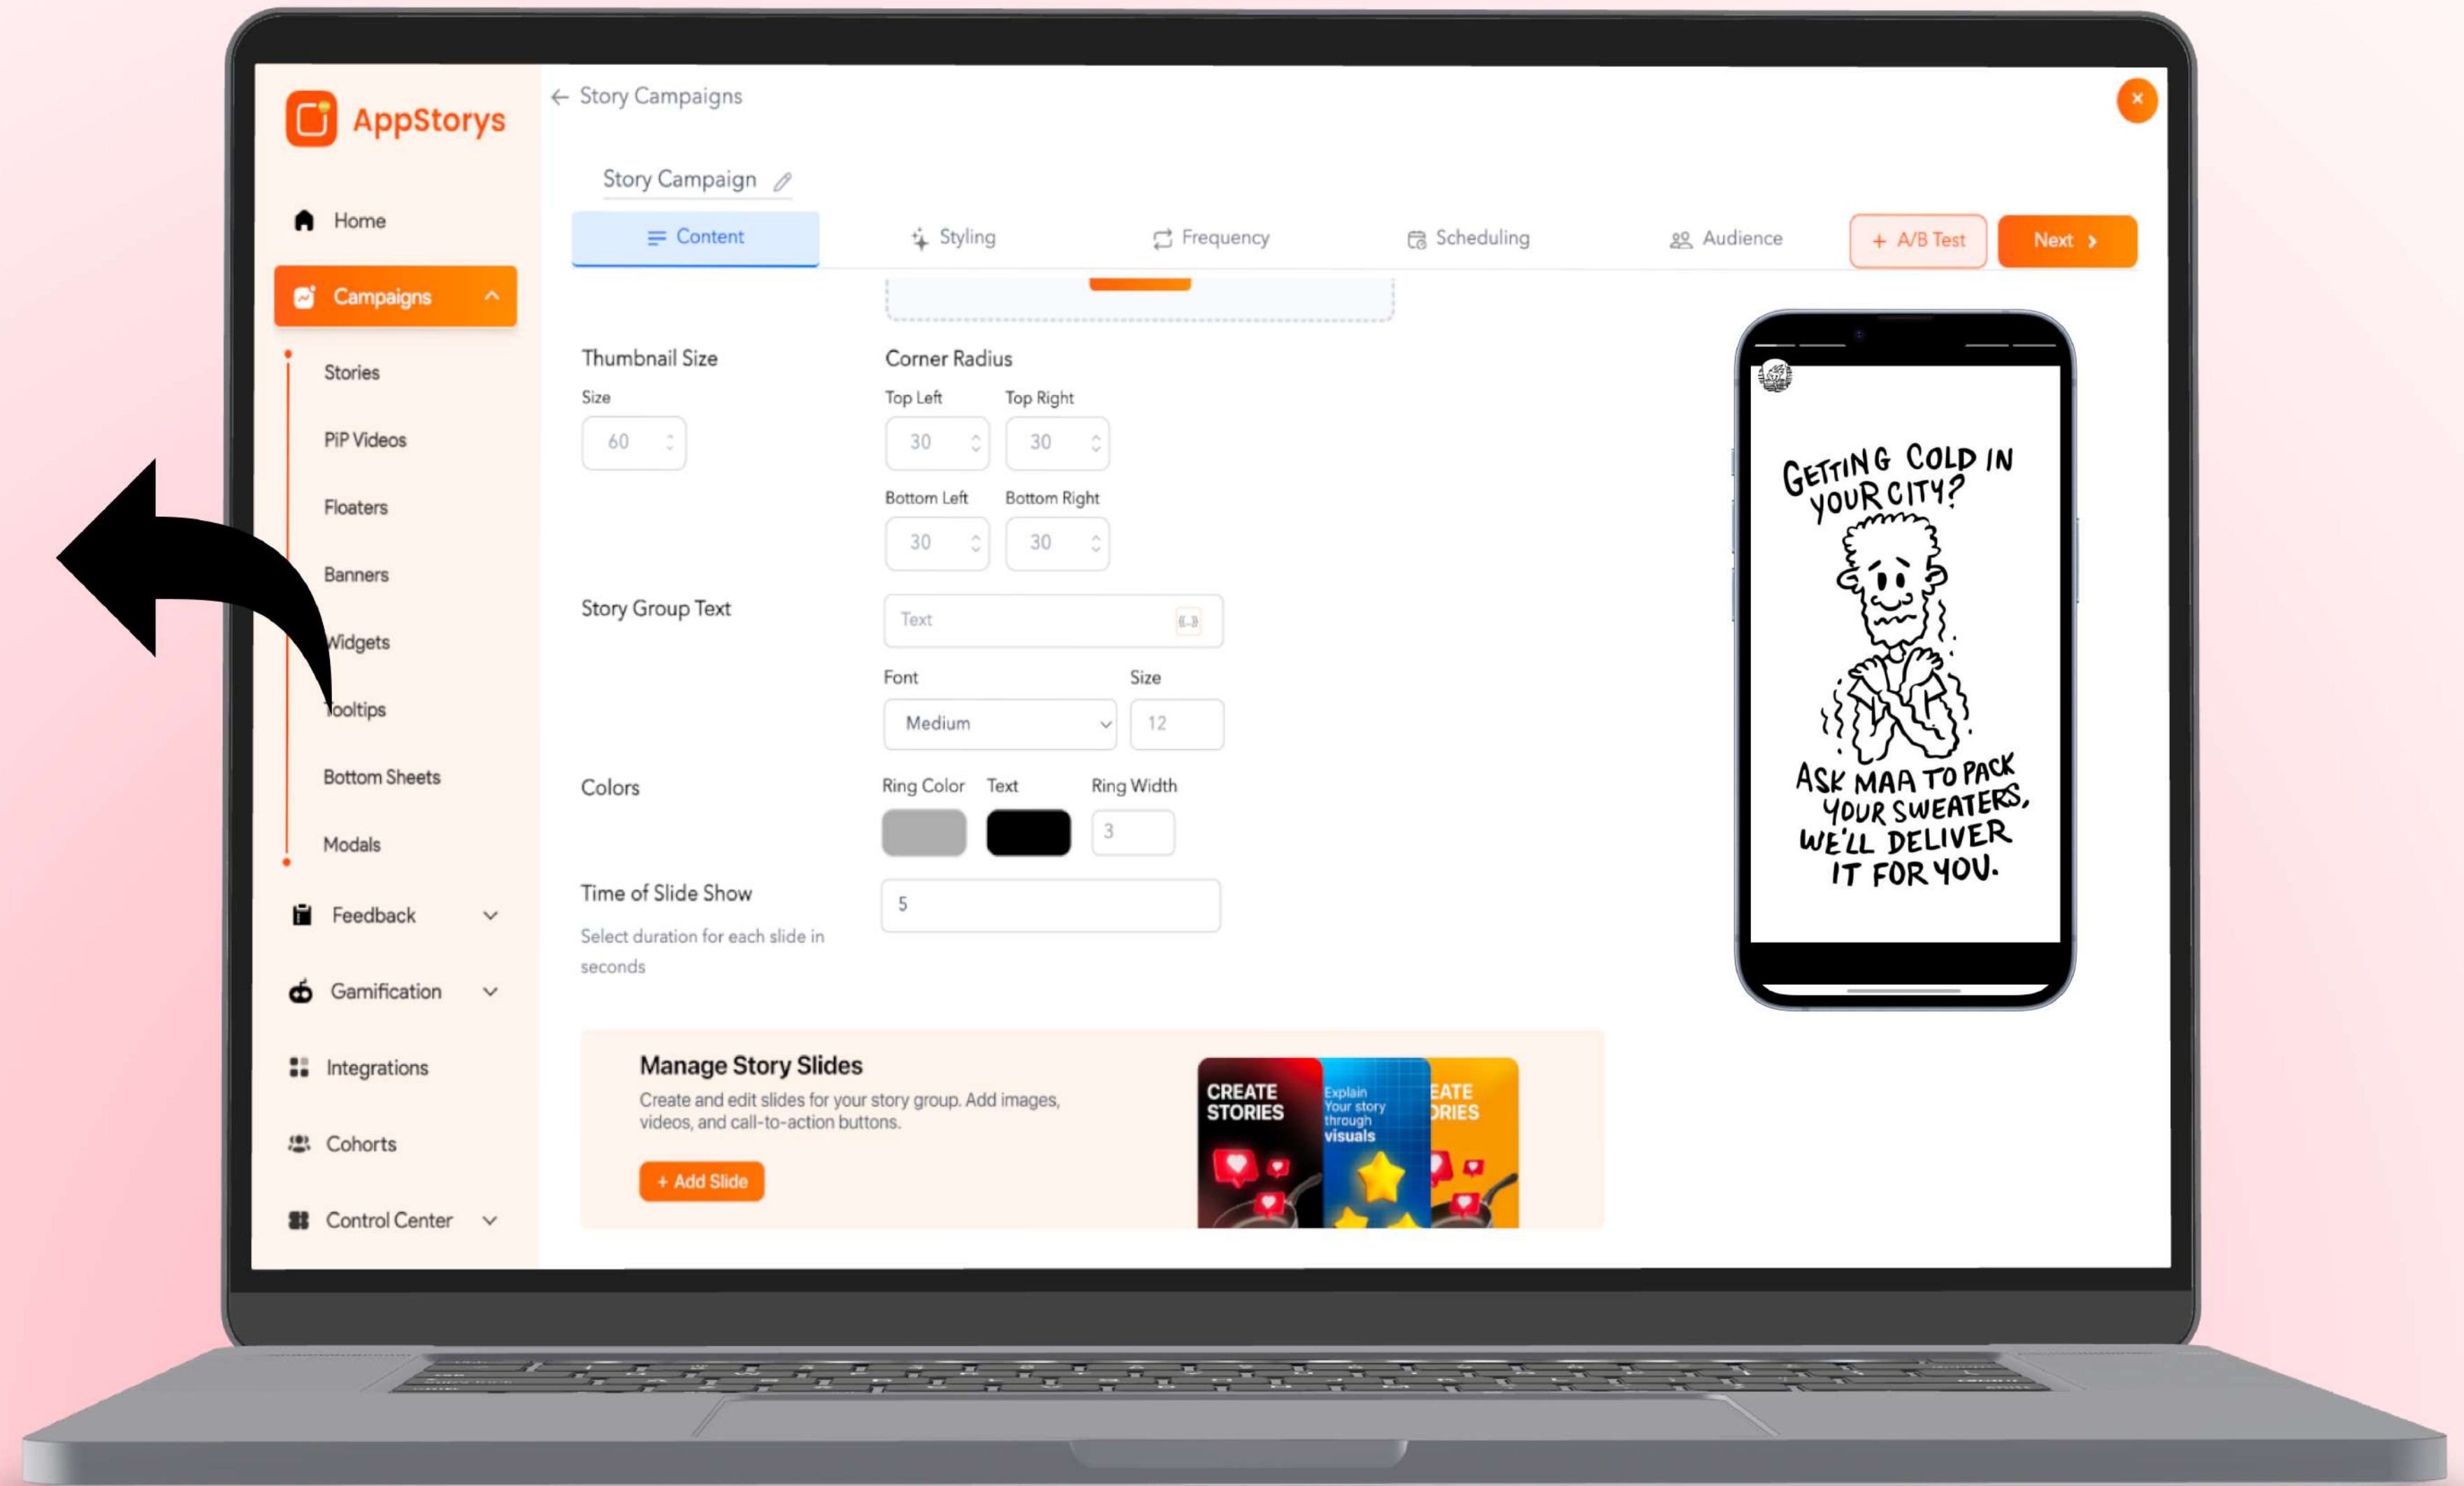 AppStorys
Home
Campaigns
Stories
PiP Videos
Floaters
Banners
Widgets
Tooltips
Bottom Sheets
Modals
Feedback
Gamification
Integrations
Cohorts
Control Center
← Story Campaigns
×
Story Campaign
Content
Styling
Frequency
Scheduling
Audience
+ A/B Test
Next >
Thumbnail Size
Size
60
Corner Radius
Top Left Top Right
30 30
Bottom Left Bottom Right
30 30
Story Group Text
Text
Font Size
Medium 12
Colors
Ring Color Text Ring Width
3
Time of Slide Show
Select duration for each slide in
seconds
5
Manage Story Slides
Create and edit slides for your story group. Add images,
videos, and call-to-action buttons.
+ Add Slide
CREATE
STORIES
Explain
Your story
through
visuals
EATE
ORIES
GETTING COLD IN
YOUR CITY?
ASK MAA TO PACK
YOUR SWEATERS,
WE'LL DELIVER
IT FOR YOU.